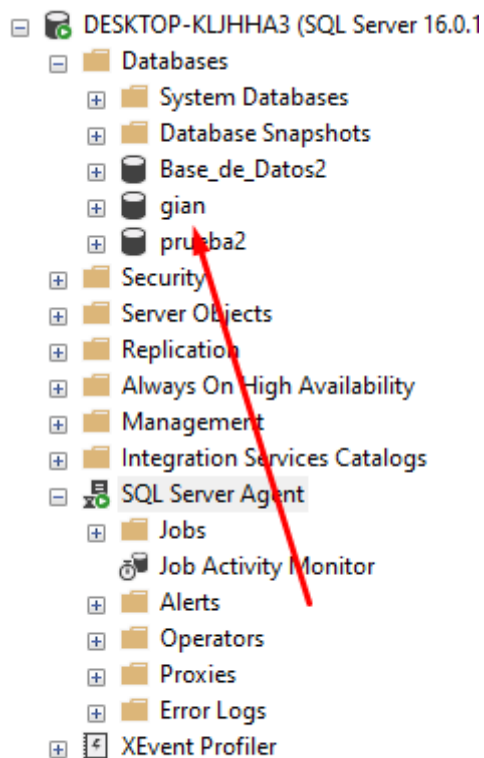 DESKTOP-KLJHHA3 (SQL Server 16.0.1
Databases
System Databases
Database Snapshots
Base_de_Datos2
gian
prueba2
Security
Server Objects
Replication
Always On High Availability
Management
Integration Services Catalogs
SQL Server Agent
Jobs
Job Activity Monitor
Alerts
Operators
Proxies
Error Logs
XEvent Profiler